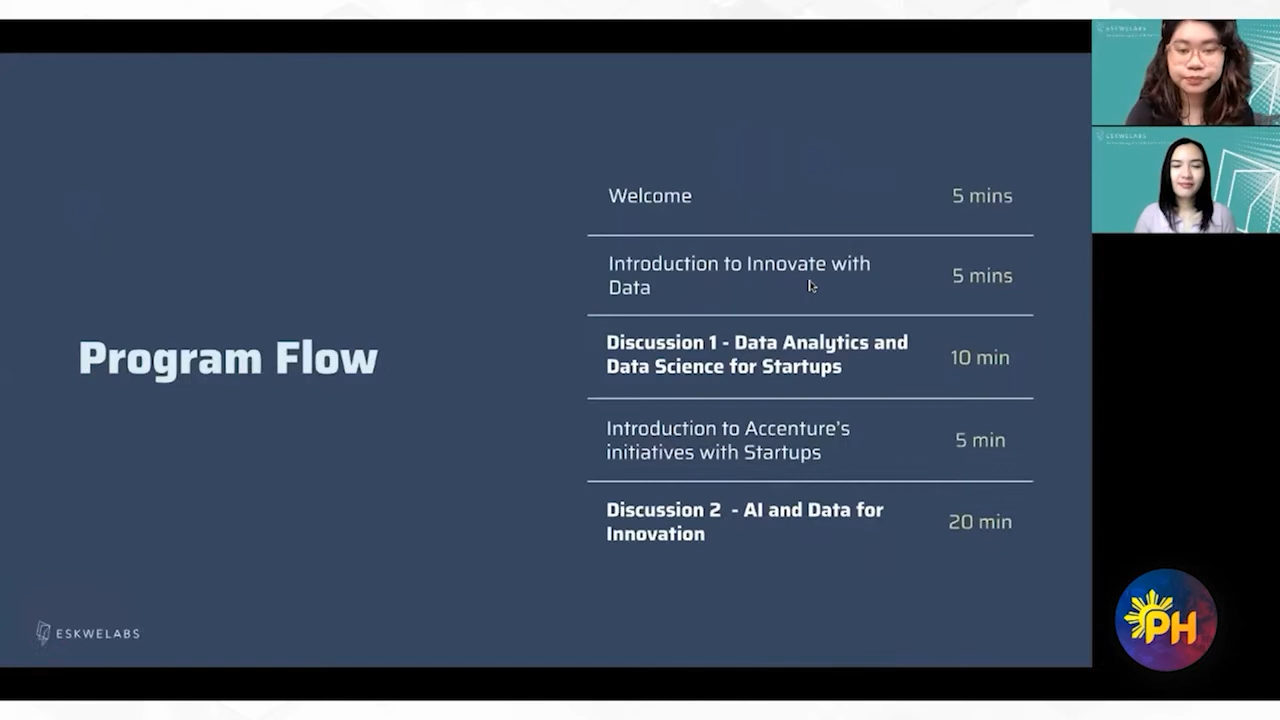 Program Flow
Welcome
5 mins
Introduction to Innovate with
Data
5 mins
Discussion 1 - Data Analytics and
Data Science for Startups
10 min
Introduction to Accenture's
initiatives with Startups
5 min
Discussion 2 - AI and Data for
Innovation
20 min
ESKWELABS
ESKWELABS
ESKWELABS
PH